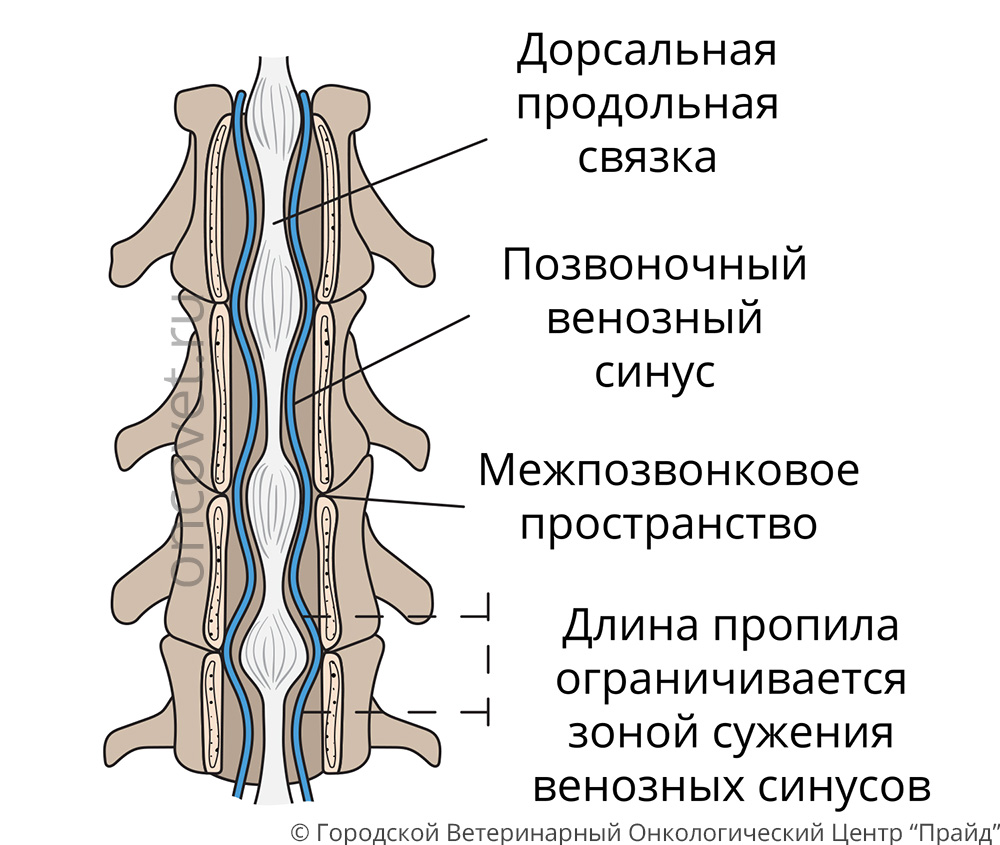 Дорсальная
продольная
связка
Позвоночный
венозный
синус
Межпозвонковое
пространство
Длина пропила
ограничивается
зоной сужения
венозных синусов
oncovet.ru
© Городской Ветеринарный Онкологический Центр “Прайд”